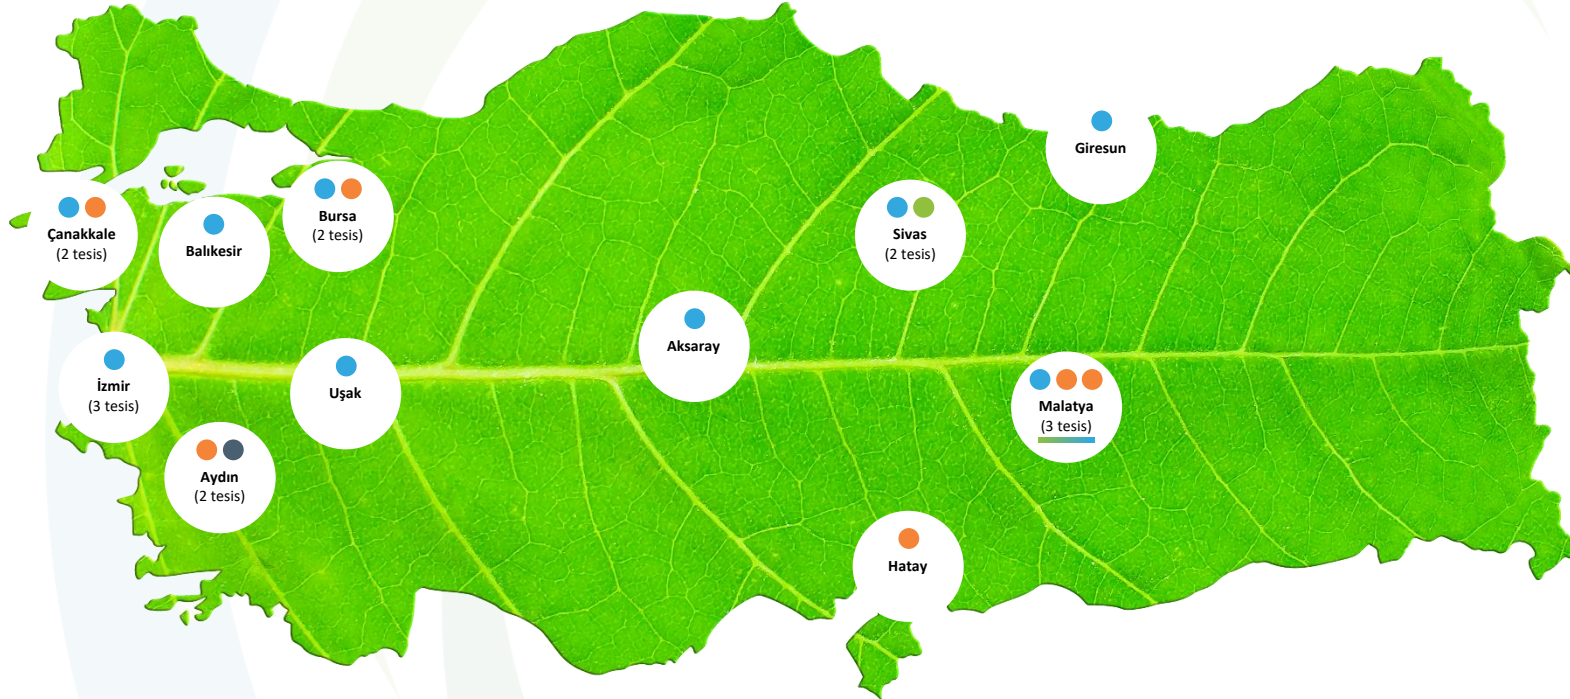 Giresun
Bursa
(2 tesis)
Çanakkale
(2 tesis)
Balıkesir
Sivas
(2 tesis)
Aksaray
İzmir
(3 tesis)
Uşak
Malatya
(3 tesis)
Aydın
(2 tesis)
Hatay